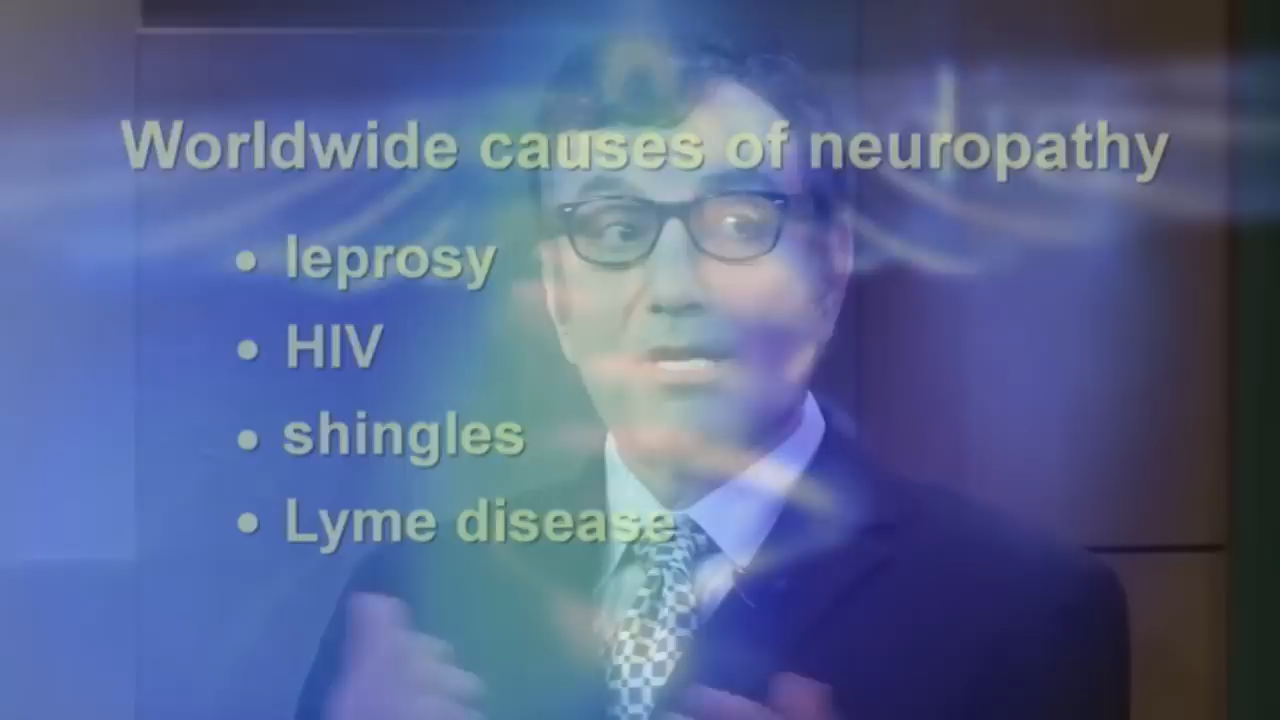 Worldwide causes of neuropathy
• leprosy
• HIV
• shingles
• Lyme disease